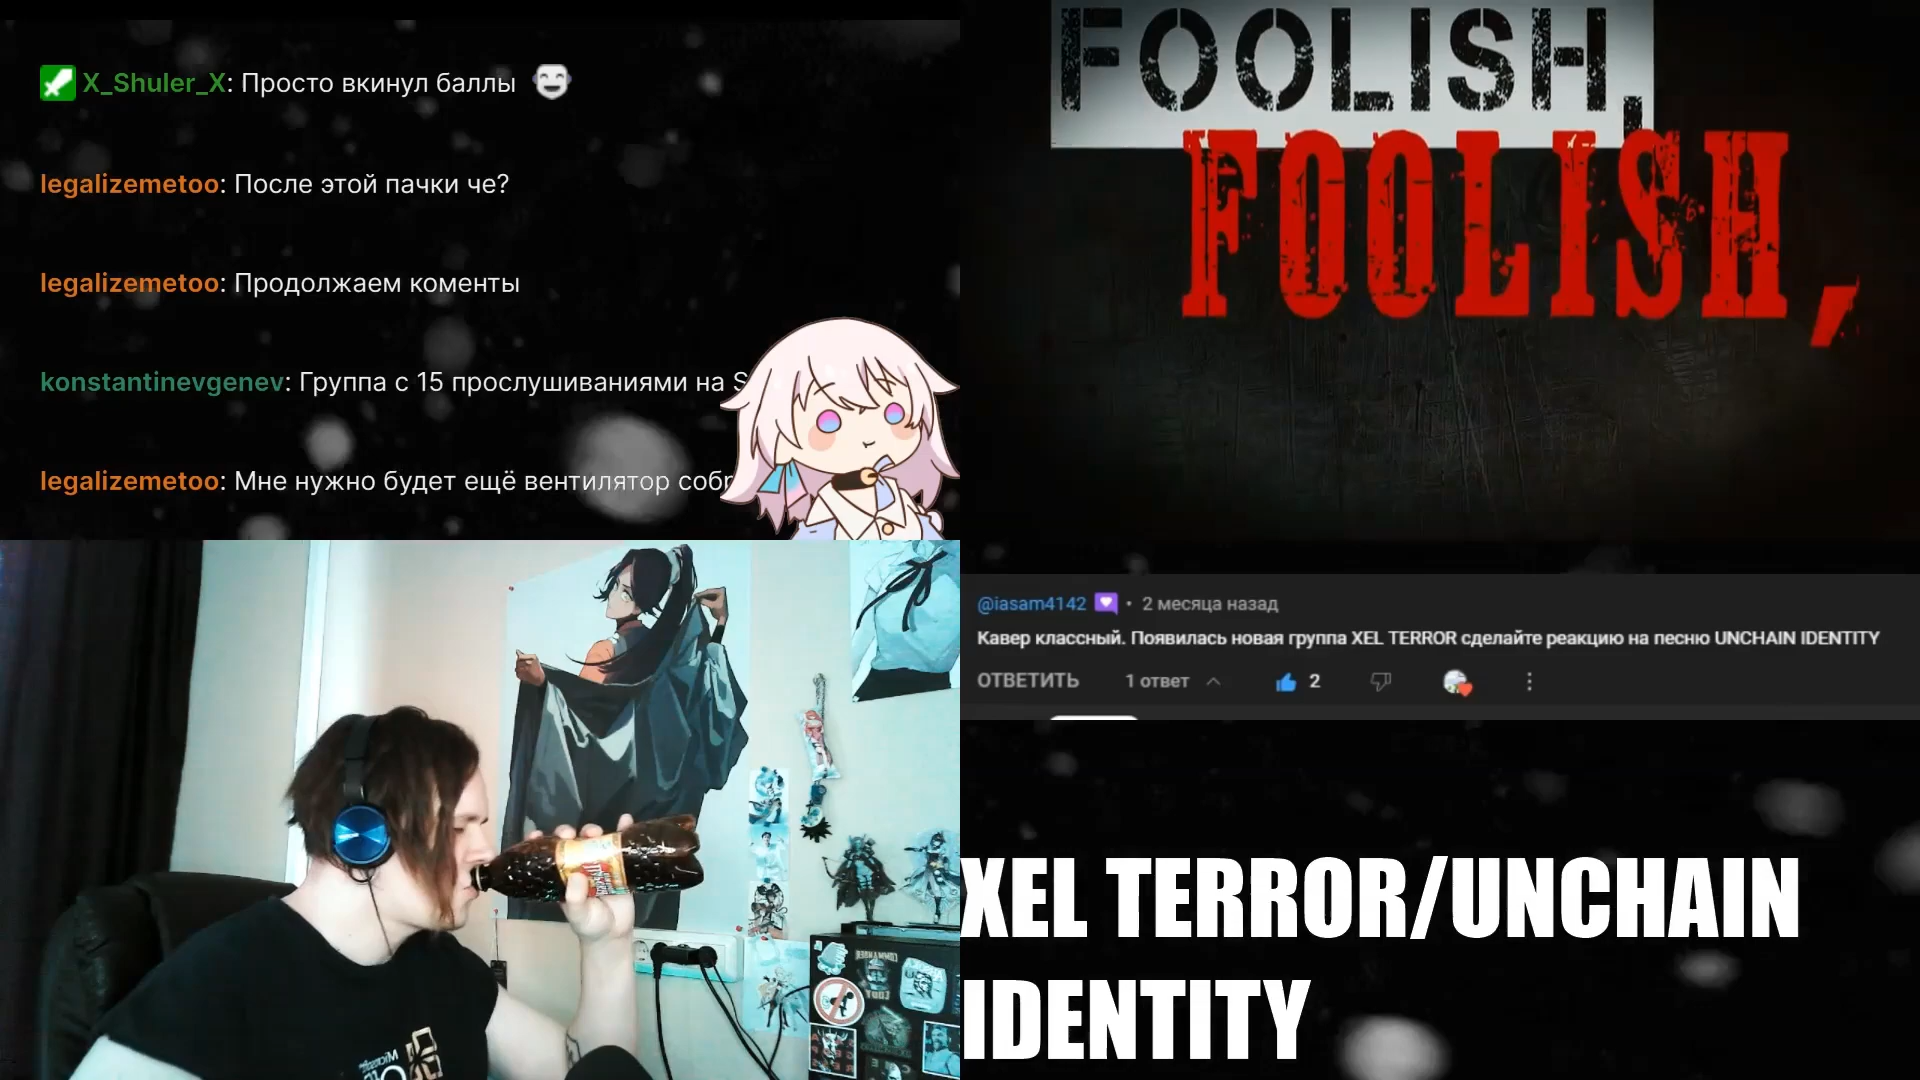 X_Shuler_X: Просто вкинул баллы
legalizemetoo: После этой пачки че?
legalizemetoo: Продолжаем коменты
konstantinevgenev: Группа с 15 прослушиваниями на S
legalizemetoo: Мне нужно будет ещё вентилятор
FOOLISH,
FOOLISH,
@iasam4142 • 2 месяца назад
Кавер классный. Появилась новая группа XEL TERROR сделайте реакцию на песню UNCHAIN IDENTITY
ОТВЕТИТЬ 1 ответ 2
XEL TERROR/UNCHAIN
IDENTITY